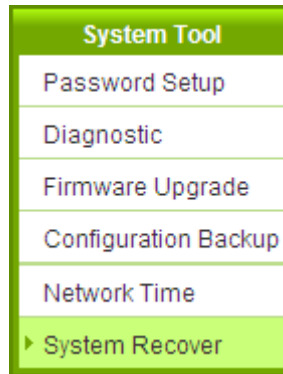 System Tool
Password Setup
Diagnostic
Firmware Upgrade
Configuration Backup
Network Time
System Recover